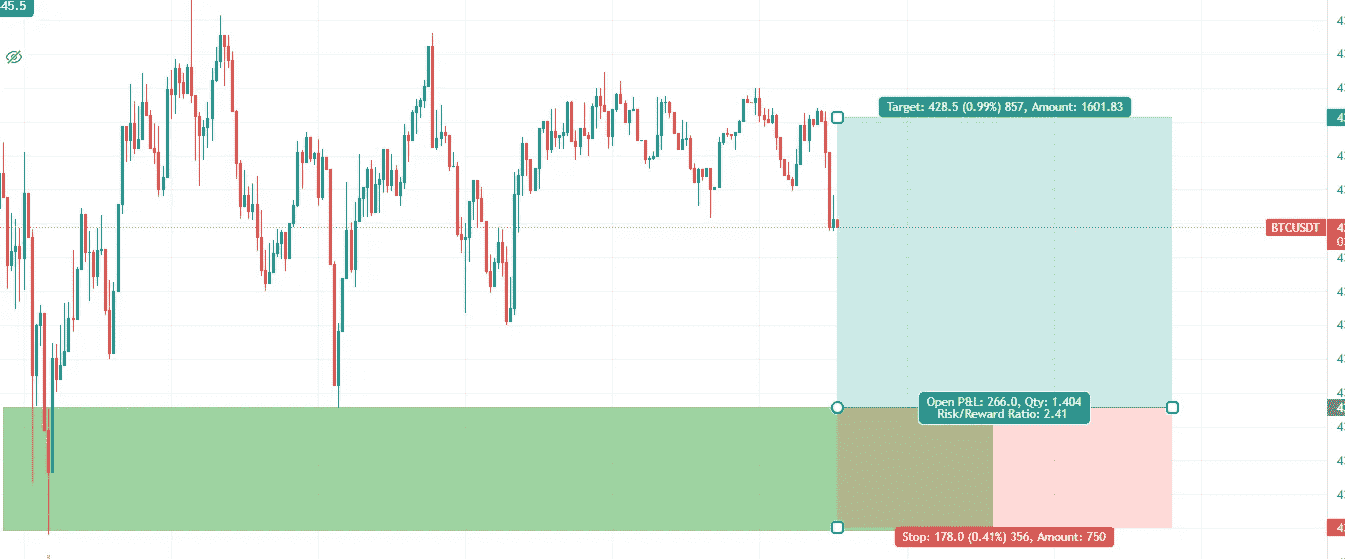 45.5
Target: 428.5 (0.99%) 857, Amount: 1601.83
BTCUSDT
Open P&L: 266.0, Qty: 1.404
Risk/Reward Ratio: 2.41
Stop: 178.0 (0.41%) 356, Amount: 750